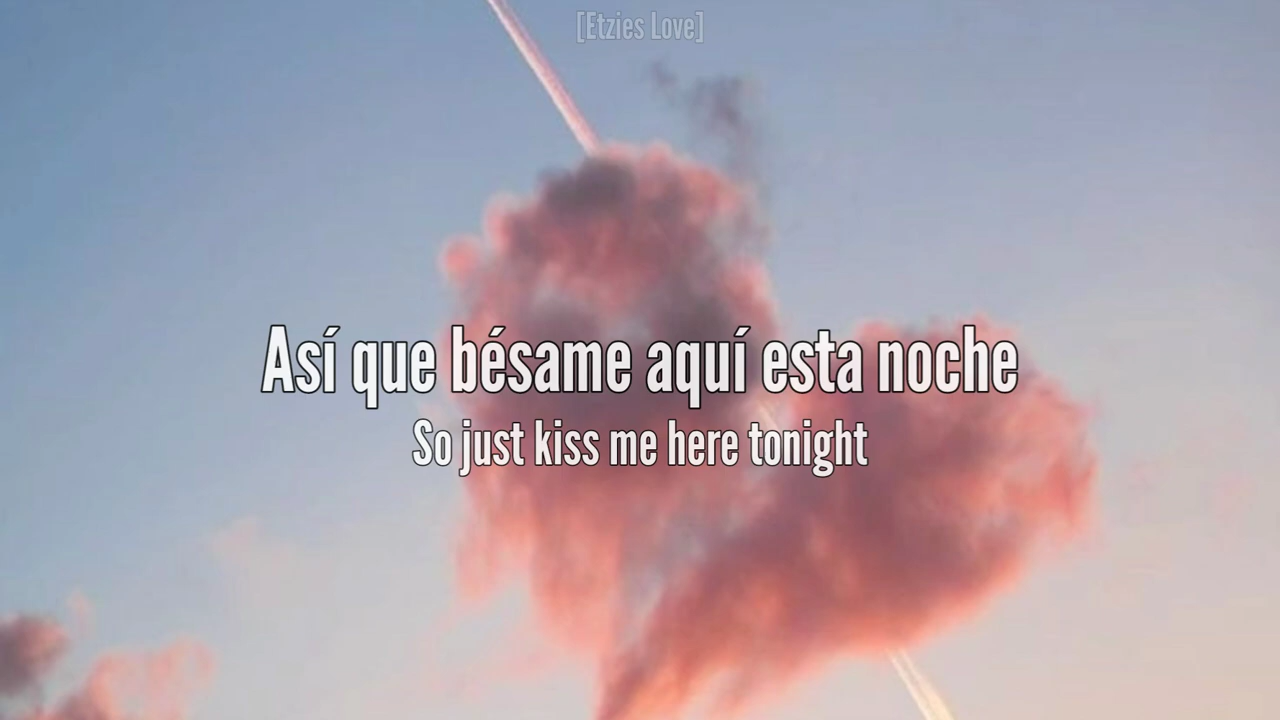 [Etzies Love]
Así que bésame aquí esta noche
So just kiss me here tonight